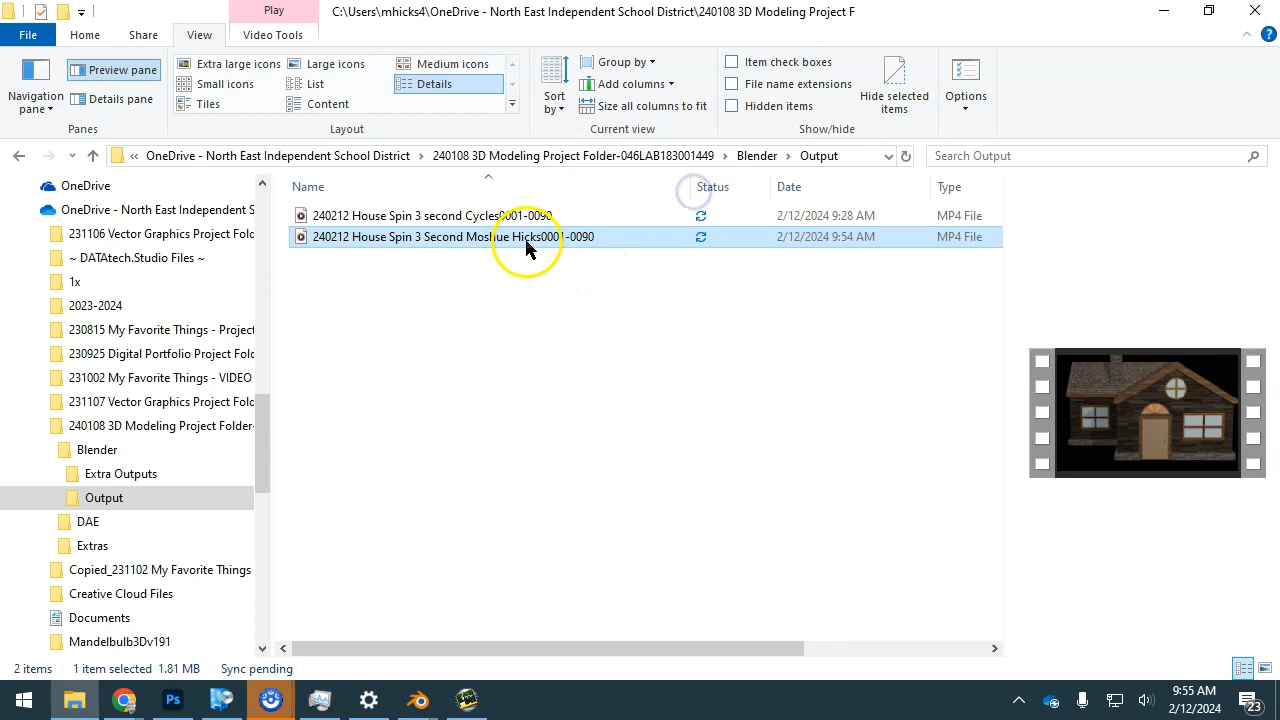 Play
C:\Users\mhicks4\OneDrive - North East Independent School District\240108 3D Modeling Project F
File
Home
Share
View
Video Tools
Navigation pane
Preview pane
Details pane
Panes
Extra large icons
Large icons
Medium icons
Small icons
List
Details
Tiles
Content
Layout
Sort by
Group by
Add columns
Size all columns to fit
Current view
Item check boxes
File name extensions
Hidden items
Hide selected items
Show/hide
Options
« OneDrive - North East Independent School District > 240108 3D Modeling Project Folder-046LAB183001449 > Blender > Output
Search Output
Name
Status
Date
Type
240212 House Spin 3 second Cycles0001-0090
2/12/2024 9:28 AM
MP4 File
240212 House Spin 3 Second Moshue Hicks0001-0090
2/12/2024 9:54 AM
MP4 File
OneDrive
OneDrive - North East Independent S
231106 Vector Graphics Project Fold
~ DATAtech.Studio Files ~
1x
2023-2024
230815 My Favorite Things - Project
230925 Digital Portfolio Project Fold
231002 My Favorite Things - VIDEO
231107 Vector Graphics Project Fold
240108 3D Modeling Project Folder-
Blender
Extra Outputs
Output
DAE
Extras
Copied_231102 My Favorite Things
Creative Cloud Files
Documents
Mandelbulb3Dv191
2 items
1 item selected 1.81 MB
Sync pending
Ps
9:55 AM
2/12/2024
23